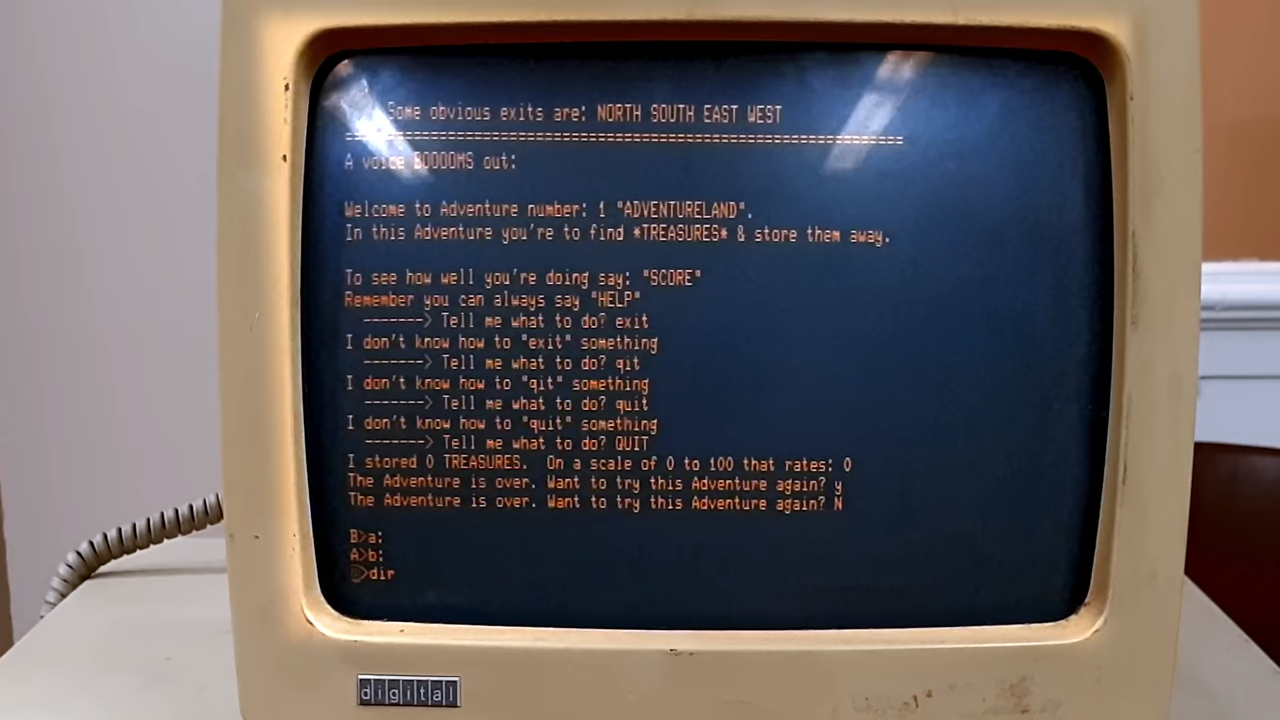 Some obvious exits are: NORTH SOUTH EAST WEST
==============================================================
A voice BOOOOMS out:
Welcome to Adventure number: 1 "ADVENTURELAND".
In this Adventure you're to find *TREASURES* & store them away.
To see how well you're doing say: "SCORE"
Remember you can always say "HELP"
-------> Tell me what to do? exit
I don't know how to "exit" something
-------> Tell me what to do? qit
I don't know how to "qit" something
-------> Tell me what to do? quit
I don't know how to "quit" something
-------> Tell me what to do? QUIT
I stored 0 TREASURES.  On a scale of 0 to 100 that rates: 0
The Adventure is over. Want to try this Adventure again? y
The Adventure is over. Want to try this Adventure again? N
B>a:
A>b:
B>dir
digital